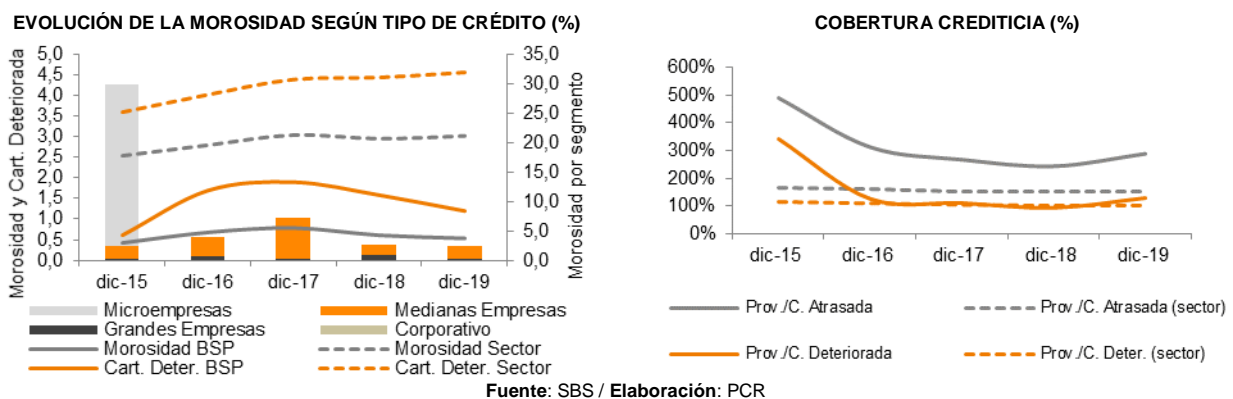 EVOLUCIÓN DE LA MOROSIDAD SEGÚN TIPO DE CRÉDITO (%)
Morosidad y Cart. Deteriorada
5,0
4,5
4,0
3,5
3,0
2,5
2,0
1,5
1,0
0,5
0,0
35,0
30,0
25,0
20,0
15,0
10,0
5,0
0,0
Morosidad por segmento
dic-15 dic-16 dic-17 dic-18 dic-19
Microempresas Medianas Empresas
Grandes Empresas Corporativo
Morosidad BSP Morosidad Sector
Cart. Deter. BSP Cart. Deter. Sector
COBERTURA CREDITICIA (%)
600%
500%
400%
300%
200%
100%
0%
dic-15 dic-16 dic-17 dic-18 dic-19
Prov./C. Atrasada Prov./C. Atrasada (sector)
Prov./C. Deteriorada Prov./C. Deter. (sector)
Fuente: SBS / Elaboración: PCR